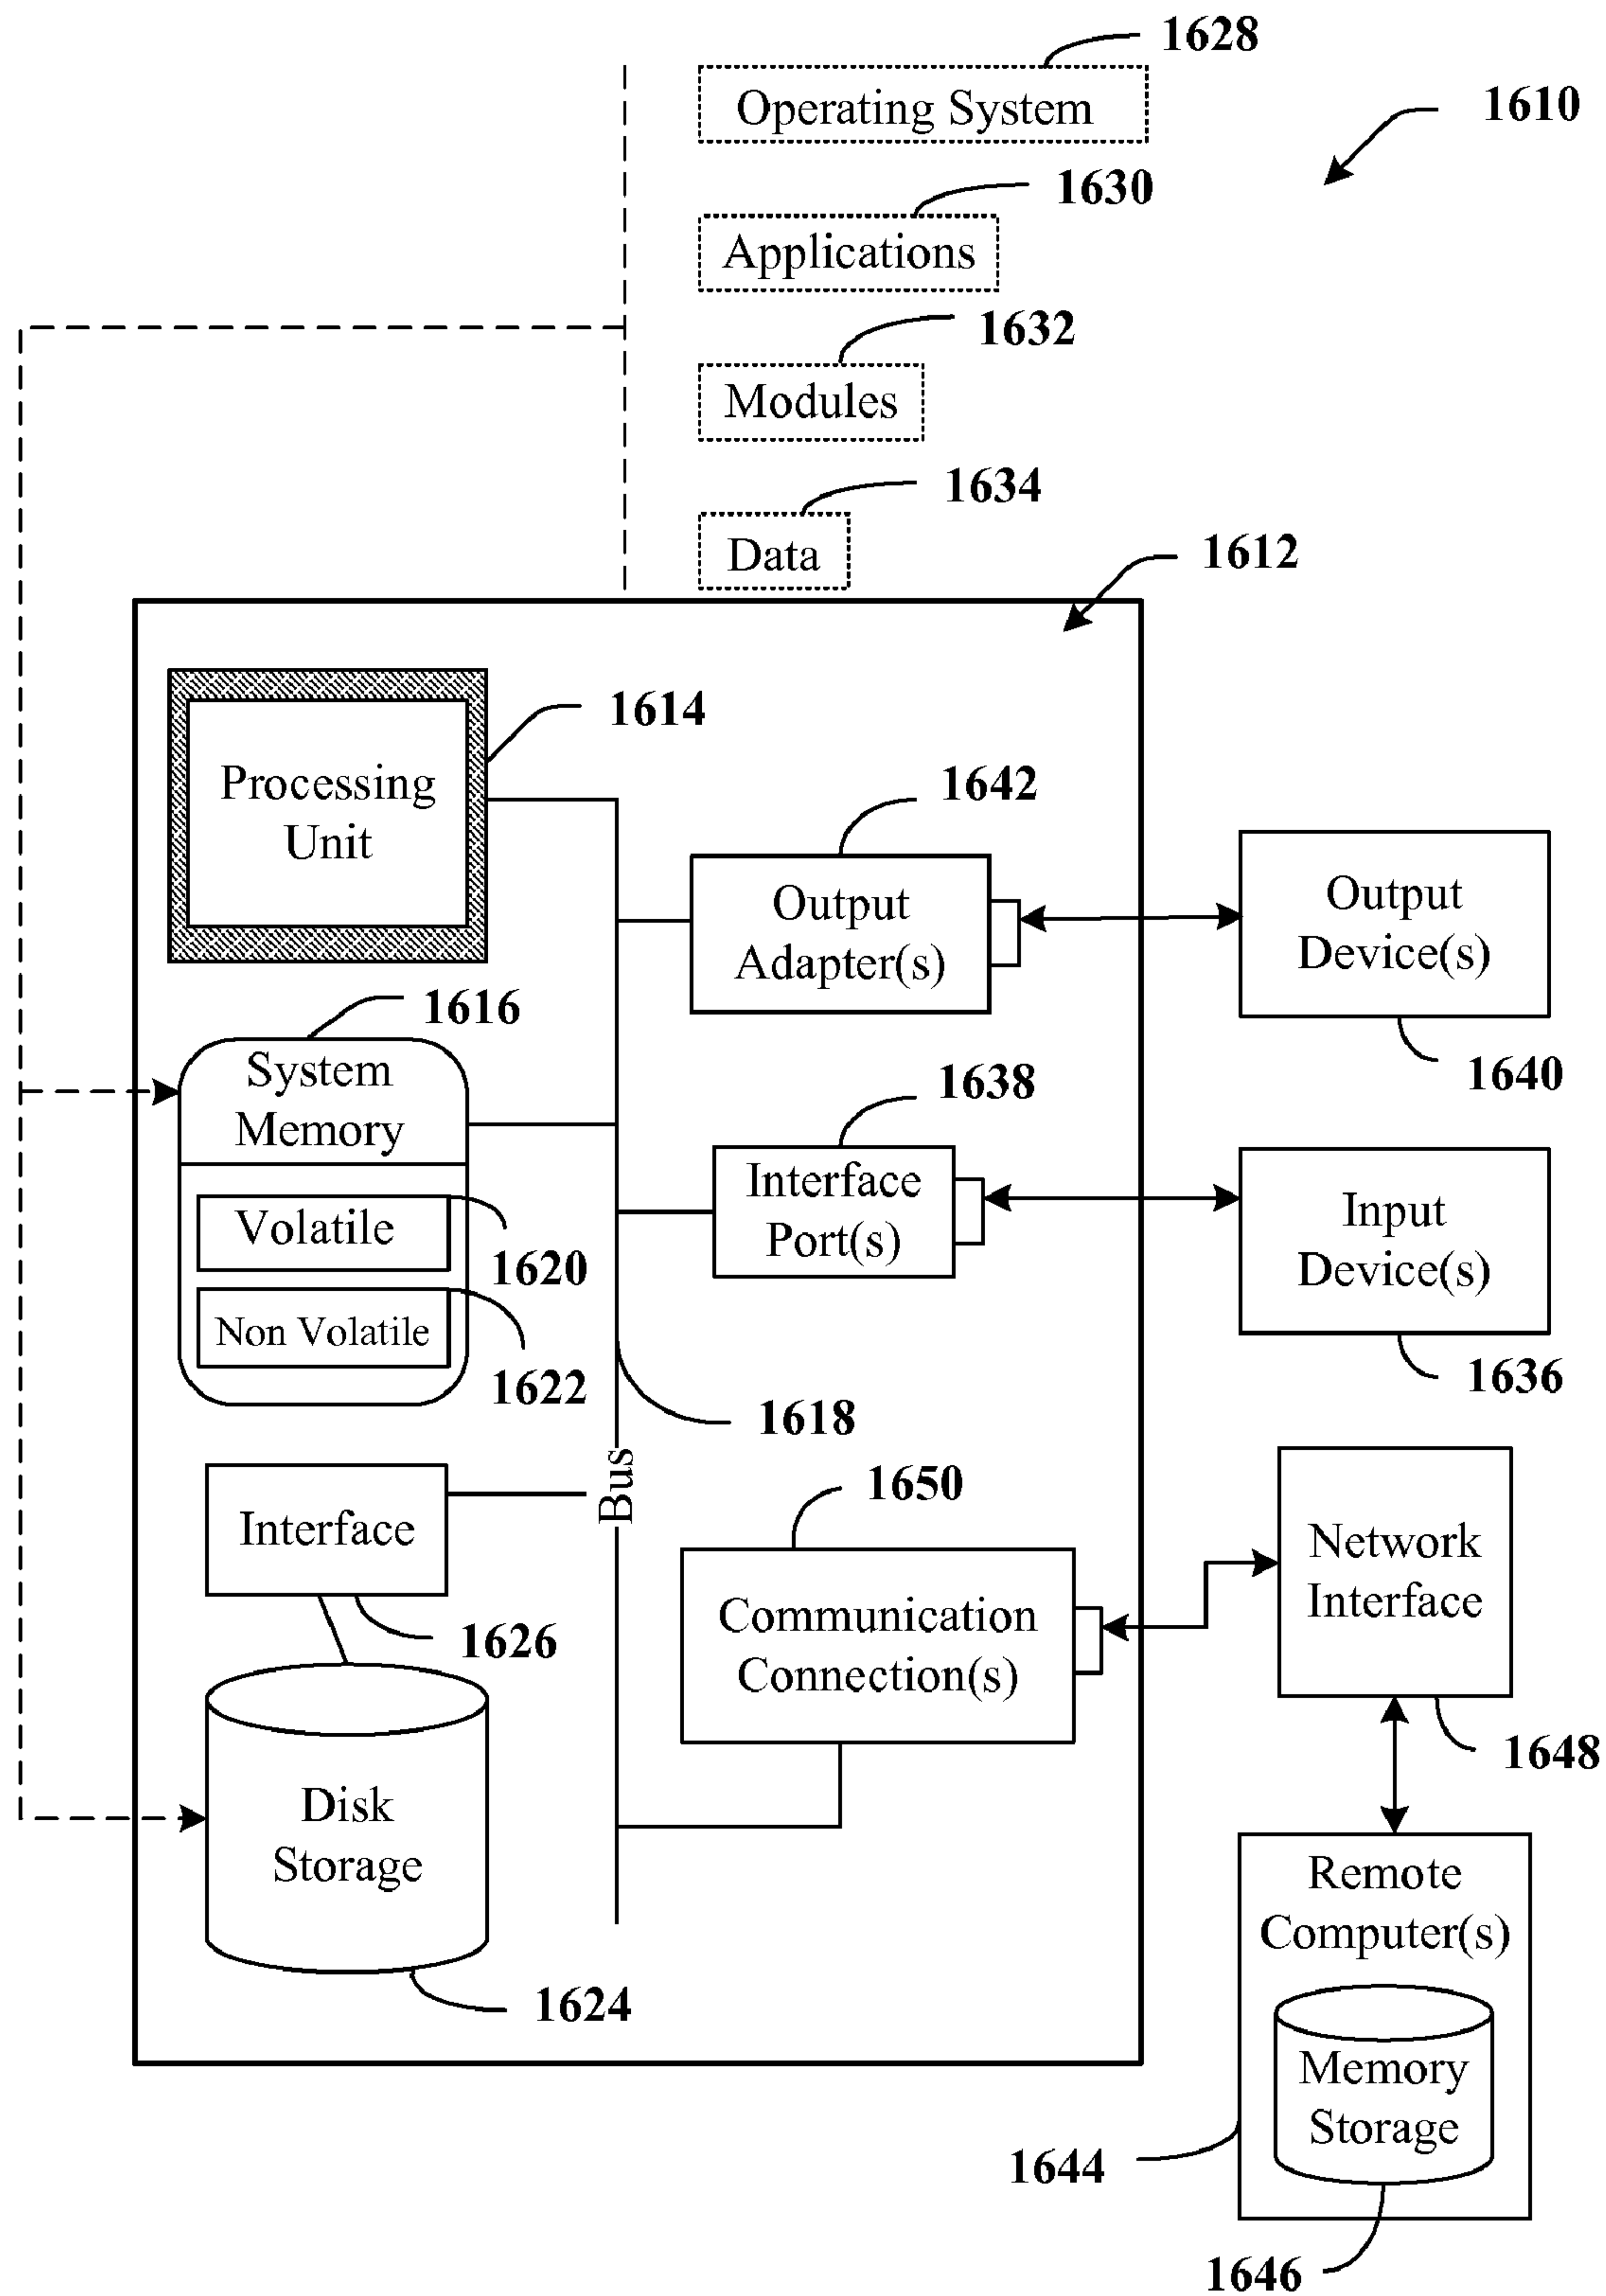 1628
Operating System
1610
1630
Applications
1632
Modules
1634
Data
1612
1614
Processing
Unit
1642
Output
Adapter(s)
Output
Device(s)
1640
1616
System
Memory
1638
Interface
Port(s)
Input
Device(s)
1636
Volatile
1620
Non Volatile
1622
1618
Bus
1650
Interface
1626
Communication
Connection(s)
Network
Interface
1648
Disk
Storage
1624
Remote
Computer(s)
Memory
Storage
1644
1646